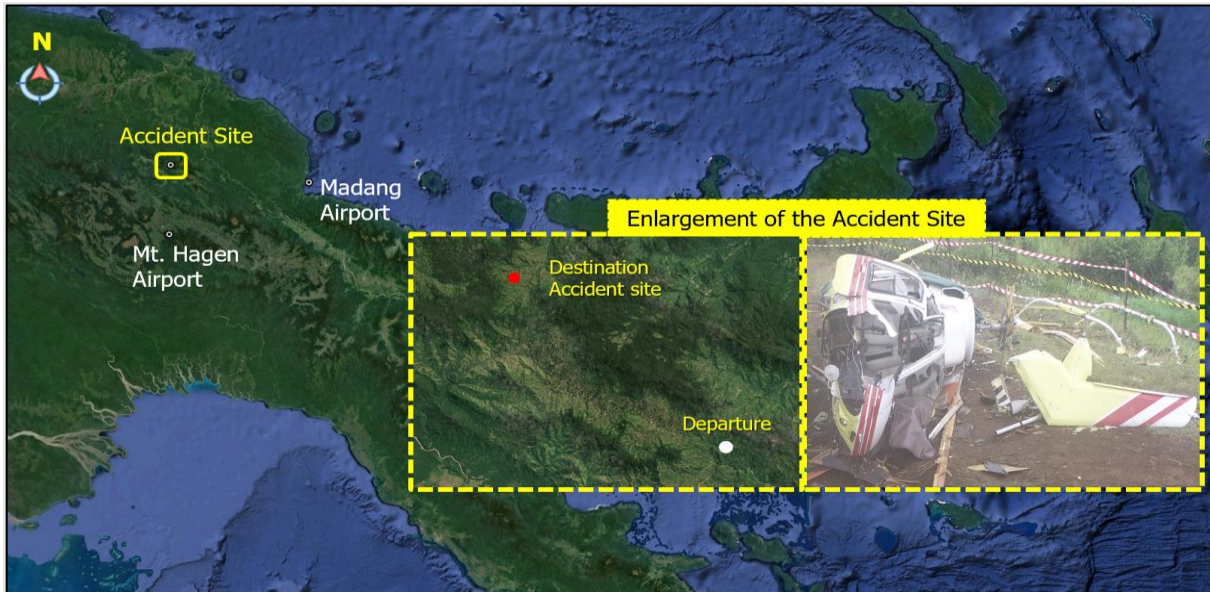 N
Accident Site
Madang
Airport
Mt. Hagen
Airport
Enlargement of the Accident Site
Destination
Accident site
Departure